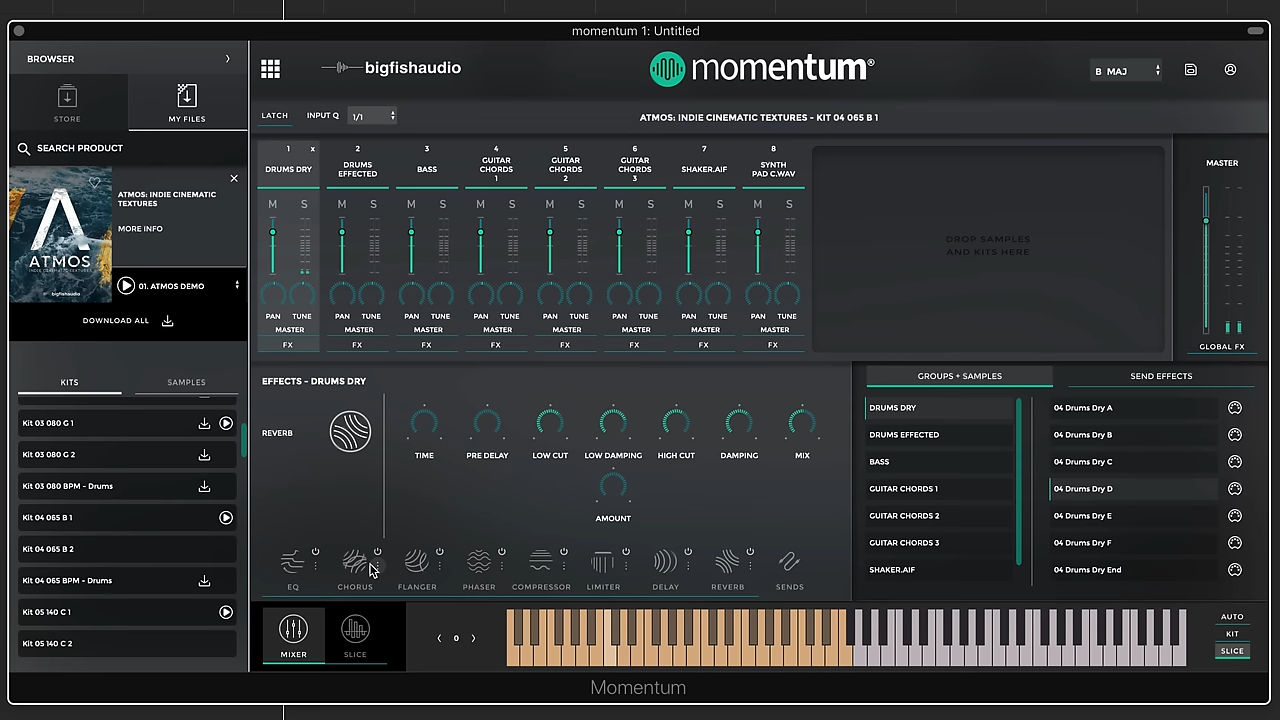 momentum 1: Untitled
BROWSER
STORE
MY FILES
SEARCH PRODUCT
ATMOS
INDIE CINEMATIC TEXTURES
bigfishaudio
ATMOS: INDIE CINEMATIC
TEXTURES
MORE INFO
01. ATMOS DEMO
DOWNLOAD ALL
KITS SAMPLES
Kit 03 080 G 1
Kit 03 080 G 2
Kit 03 080 BPM - Drums
Kit 04 065 B 1
Kit 04 065 B 2
Kit 04 065 BPM - Drums
Kit 05 140 C 1
Kit 05 140 C 2
bigfishaudio
momentum®
B MAJ
LATCH INPUT Q 1/1
ATMOS: INDIE CINEMATIC TEXTURES - KIT 04 065 B 1
1 x 2 3 4 5 6 7 8
DRUMS DRY
DRUMS
EFFECTED
BASS
GUITAR
CHORDS
1
GUITAR
CHORDS
2
GUITAR
CHORDS
3
SHAKER.AIF
SYNTH
PAD C.WAV
M S M S M S M S M S M S M S M S
PAN TUNE PAN TUNE PAN TUNE PAN TUNE PAN TUNE PAN TUNE PAN TUNE PAN TUNE
MASTER MASTER MASTER MASTER MASTER MASTER MASTER MASTER
FX FX FX FX FX FX FX FX
DROP SAMPLES
AND KITS HERE
MASTER
GLOBAL FX
EFFECTS - DRUMS DRY
REVERB
TIME PRE DELAY LOW CUT LOW DAMPING HIGH CUT DAMPING MIX
AMOUNT
EQ CHORUS FLANGER PHASER COMPRESSOR LIMITER DELAY REVERB SENDS
GROUPS + SAMPLES SEND EFFECTS
DRUMS DRY
DRUMS EFFECTED
BASS
GUITAR CHORDS 1
GUITAR CHORDS 2
GUITAR CHORDS 3
SHAKER.AIF
04 Drums Dry A
04 Drums Dry B
04 Drums Dry C
04 Drums Dry D
04 Drums Dry E
04 Drums Dry F
04 Drums Dry End
MIXER SLICE
0
AUTO
KIT
SLICE
Momentum